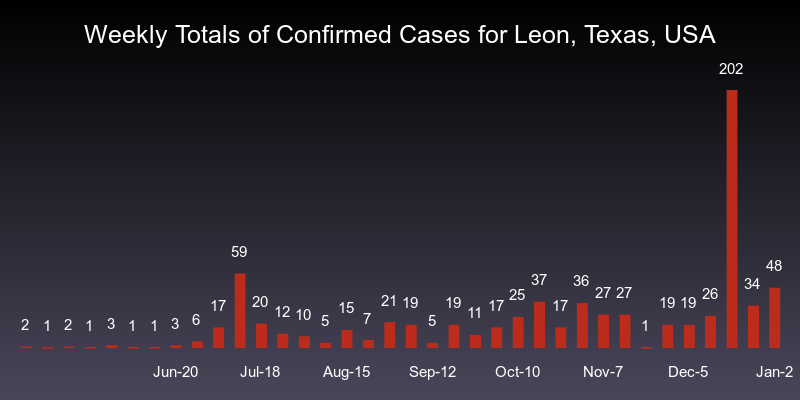 Weekly Totals of Confirmed Cases for Leon, Texas, USA
2 1 2 1 3 1 1 3 6 17 59 20 12 10 5 15 7 21 19 5 19 11 17 25 37 17 36 27 27 1 19 19 26 202 34 48
Jun-20 Jul-18 Aug-15 Sep-12 Oct-10 Nov-7 Dec-5 Jan-2